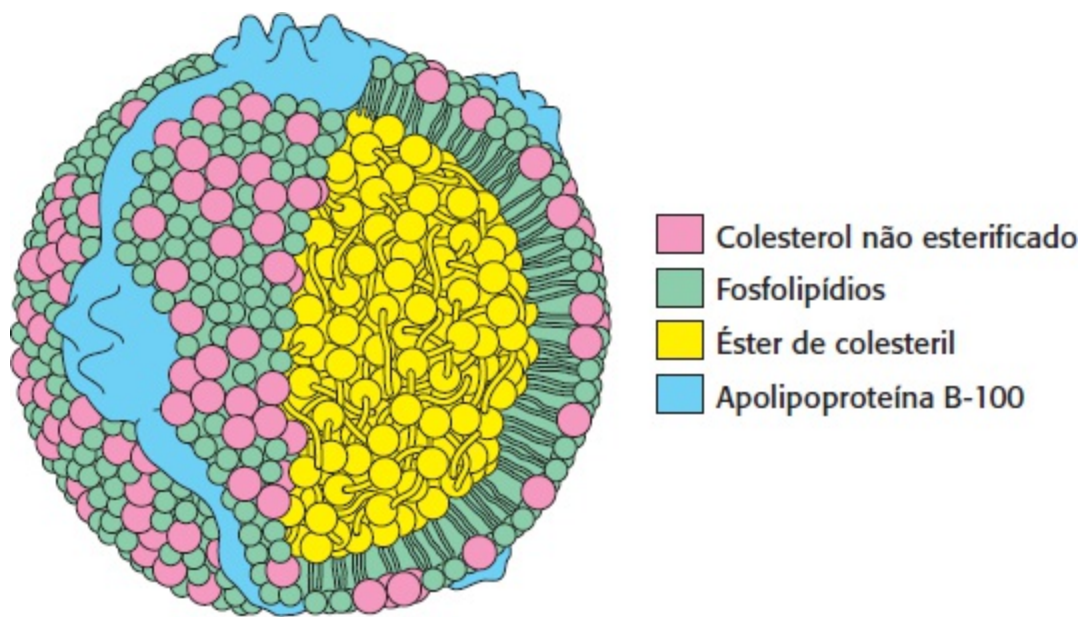 Colesterol não esterificado
Fosfolipídios
Éster de colesteril
Apolipoproteína B-100